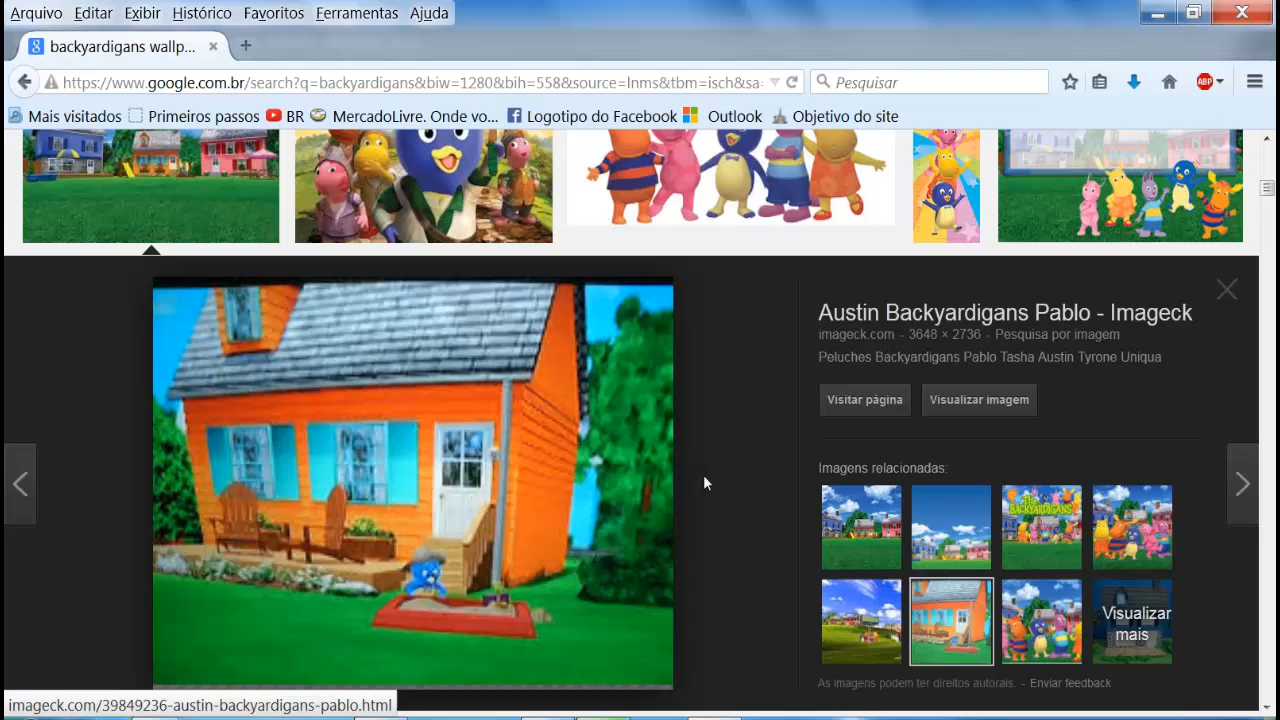 Arquivo Editar Exibir Histórico Favoritos Ferramentas Ajuda
backyardigans wallp...
https://www.google.com.br/search?q=backyardigans&biw=1280&bih=558&source=lnms&tbm=isch&sa:
Pesquisar
ABP
Mais visitados Primeiros passos BR MercadoLivre. Onde vo... Logotipo do Facebook Outlook Objetivo do site
Austin Backyardigans Pablo - Imageck
imageck.com - 3648 × 2736 - Pesquisa por imagem
Peluches Backyardigans Pablo Tasha Austin Tyrone Uniqua
Visitar página Visualizar imagem
Imagens relacionadas:
THE BACKYARDIGANS
Visualizar mais
As imagens podem ter direitos autorais. - Enviar feedback
imageck.com/39849236-austin-backyardigans-pablo.html